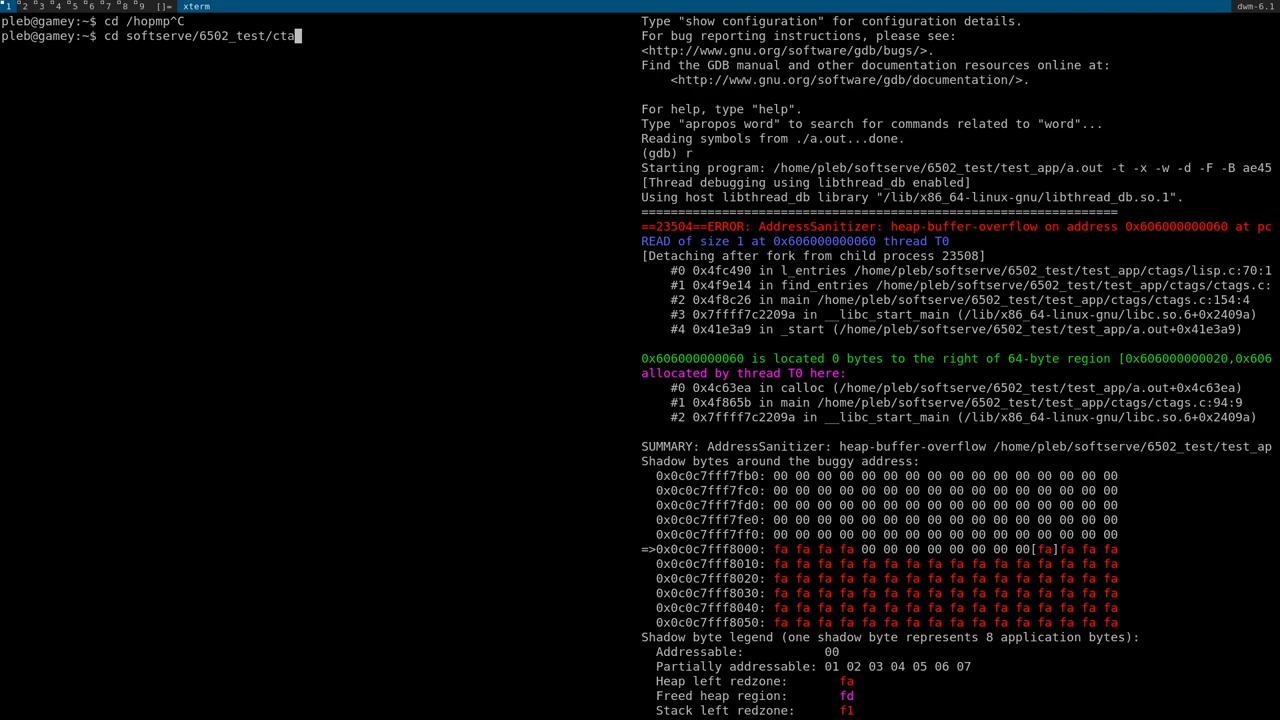 1 2 3 4 5 6 7 8 9 []= xterm dwm-6.1
pleb@gamey:~$ cd /hopmp^C
pleb@gamey:~$ cd softserve/6502_test/cta
Type "show configuration" for configuration details.
For bug reporting instructions, please see:
<http://www.gnu.org/software/gdb/bugs/>.
Find the GDB manual and other documentation resources online at:
    <http://www.gnu.org/software/gdb/documentation/>.
For help, type "help".
Type "apropos word" to search for commands related to "word"...
Reading symbols from ./a.out...done.
(gdb) r
Starting program: /home/pleb/softserve/6502_test/test_app/a.out -t -x -w -d -F -B ae45
[Thread debugging using libthread_db enabled]
Using host libthread_db library "/lib/x86_64-linux-gnu/libthread_db.so.1".
=================================================================
==23504==ERROR: AddressSanitizer: heap-buffer-overflow on address 0x606000000060 at pc
READ of size 1 at 0x606000000060 thread T0
[Detaching after fork from child process 23508]
    #0 0x4fc490 in l_entries /home/pleb/softserve/6502_test/test_app/ctags/lisp.c:70:1
    #1 0x4f9e14 in find_entries /home/pleb/softserve/6502_test/test_app/ctags/ctags.c:
    #2 0x4f8c26 in main /home/pleb/softserve/6502_test/test_app/ctags/ctags.c:154:4
    #3 0x7ffff7c2209a in __libc_start_main (/lib/x86_64-linux-gnu/libc.so.6+0x2409a)
    #4 0x41e3a9 in _start (/home/pleb/softserve/6502_test/test_app/a.out+0x41e3a9)
0x606000000060 is located 0 bytes to the right of 64-byte region [0x606000000020,0x606
allocated by thread T0 here:
    #0 0x4c63ea in calloc (/home/pleb/softserve/6502_test/test_app/a.out+0x4c63ea)
    #1 0x4f865b in main /home/pleb/softserve/6502_test/test_app/ctags/ctags.c:94:9
    #2 0x7ffff7c2209a in __libc_start_main (/lib/x86_64-linux-gnu/libc.so.6+0x2409a)
SUMMARY: AddressSanitizer: heap-buffer-overflow /home/pleb/softserve/6502_test/test_ap
Shadow bytes around the buggy address:
  0x0c0c7fff7fb0: 00 00 00 00 00 00 00 00 00 00 00 00 00 00 00 00
  0x0c0c7fff7fc0: 00 00 00 00 00 00 00 00 00 00 00 00 00 00 00 00
  0x0c0c7fff7fd0: 00 00 00 00 00 00 00 00 00 00 00 00 00 00 00 00
  0x0c0c7fff7fe0: 00 00 00 00 00 00 00 00 00 00 00 00 00 00 00 00
  0x0c0c7fff7ff0: 00 00 00 00 00 00 00 00 00 00 00 00 00 00 00 00
=>0x0c0c7fff8000: fa fa fa fa 00 00 00 00 00 00 00 00[fa]fa fa fa
  0x0c0c7fff8010: fa fa fa fa fa fa fa fa fa fa fa fa fa fa fa fa
  0x0c0c7fff8020: fa fa fa fa fa fa fa fa fa fa fa fa fa fa fa fa
  0x0c0c7fff8030: fa fa fa fa fa fa fa fa fa fa fa fa fa fa fa fa
  0x0c0c7fff8040: fa fa fa fa fa fa fa fa fa fa fa fa fa fa fa fa
  0x0c0c7fff8050: fa fa fa fa fa fa fa fa fa fa fa fa fa fa fa fa
Shadow byte legend (one shadow byte represents 8 application bytes):
  Addressable:           00
  Partially addressable: 01 02 03 04 05 06 07
  Heap left redzone:       fa
  Freed heap region:       fd
  Stack left redzone:      f1